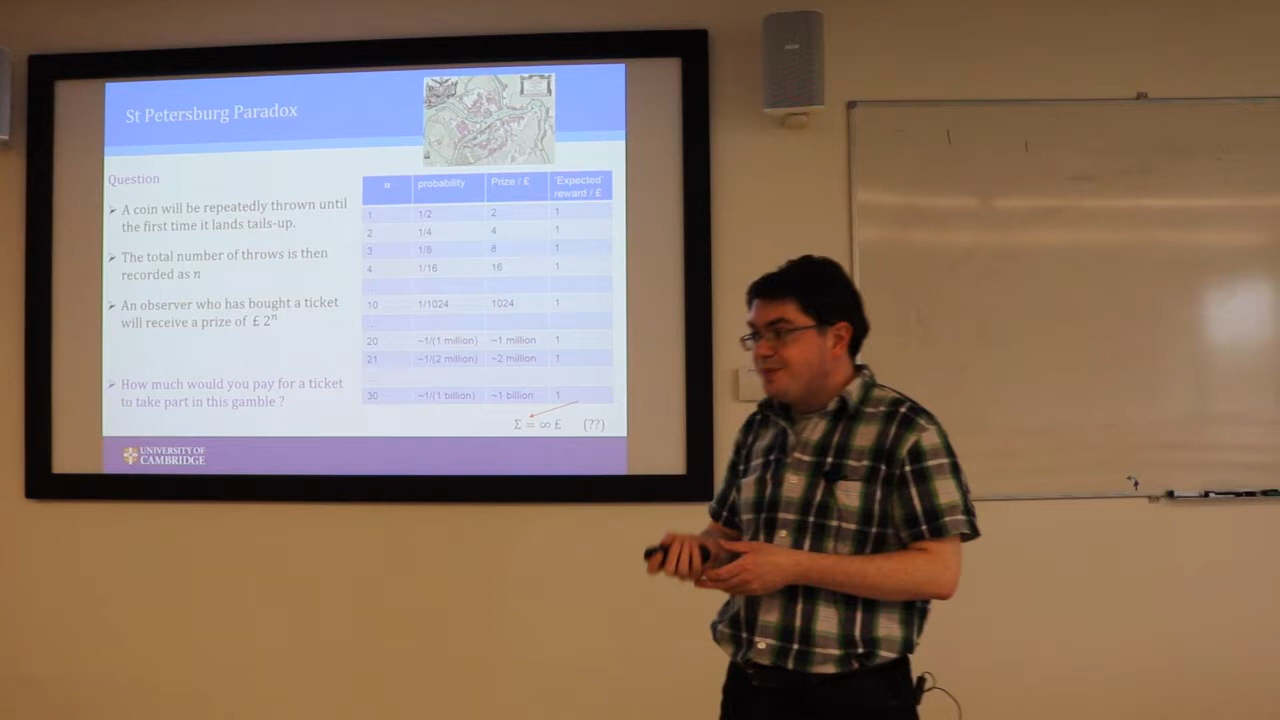 St Petersburg Paradox
Question
➢ A coin will be repeatedly thrown until
the first time it lands tails-up.
➢ The total number of throws is then
recorded as n
➢ An observer who has bought a ticket
will receive a prize of £ 2ⁿ
➢ How much would you pay for a ticket
to take part in this gamble ?
n probability Prize / £ 'Expected' reward / £
1 1/2 2 1
2 1/4 4 1
3 1/8 8 1
4 1/16 16 1
...
10 1/1024 1024 1
...
20 ~1/(1 million) ~1 million 1
21 ~1/(2 million) ~2 million 1
...
30 ~1/(1 billion) ~1 billion 1
Σ = ∞ £ (??)
UNIVERSITY OF
CAMBRIDGE